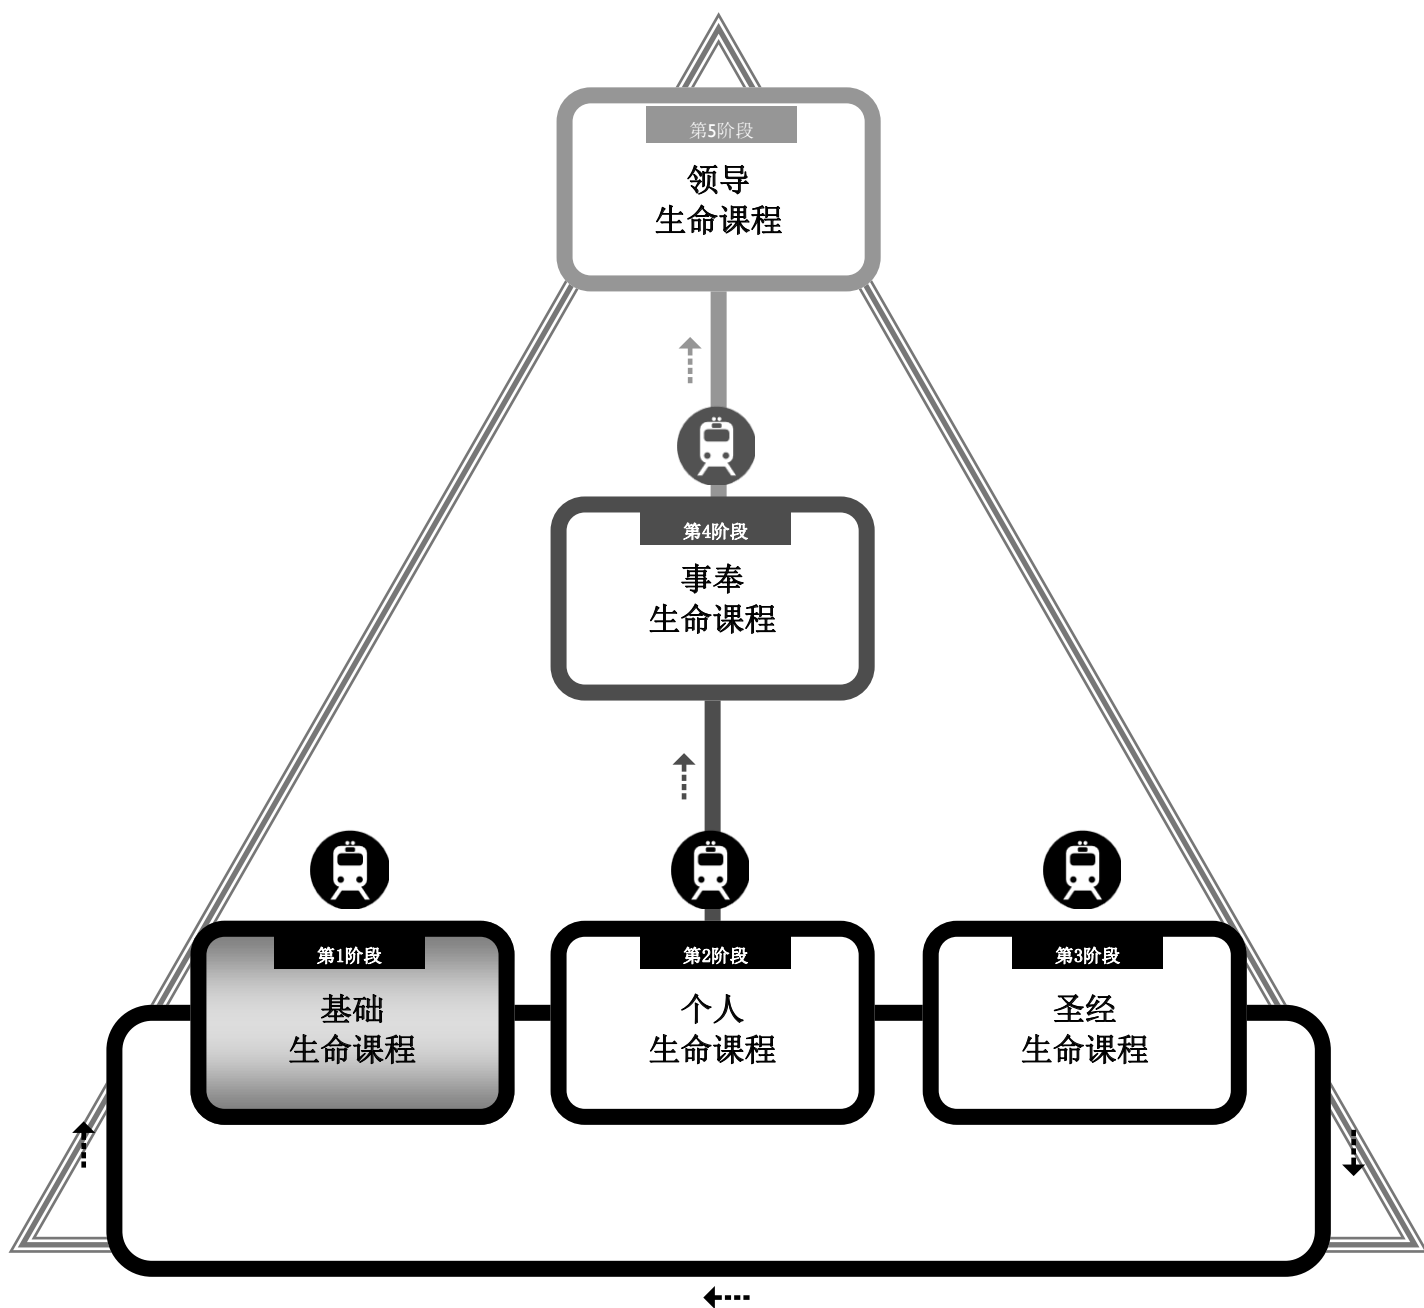 第5阶段
领导
生命课程
第4阶段
事奉
生命课程
第1阶段
基础
生命课程
第2阶段
个人
生命课程
第3阶段
圣经
生命课程